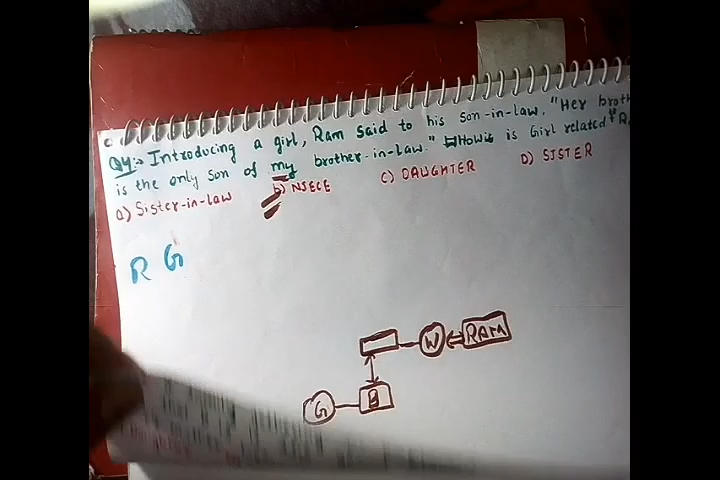 Q4:- Introducing a girl, Ram said to his son-in-law. "Her broth
is the only son of my brother-in-law." How is Girl related to R
a) Sister-in-law b) NSECE C) DAUGHTER D) SISTER
R G
W RAM
G B